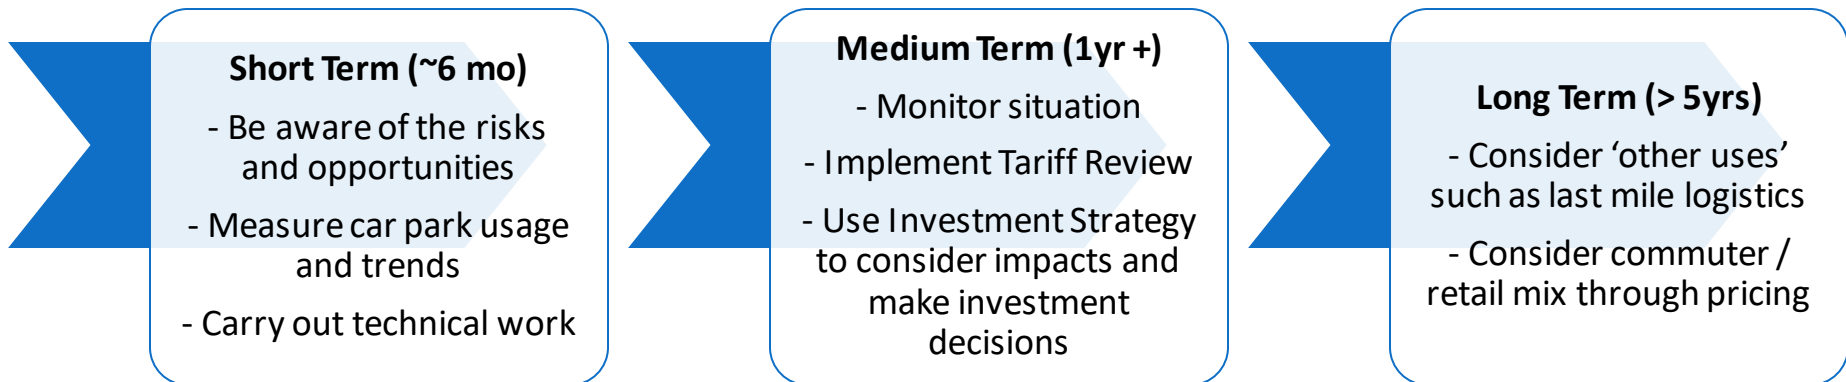 Short Term (~6 mo)
- Be aware of the risks
and opportunities
- Measure car park usage
and trends
- Carry out technical work
Medium Term (1yr +)
- Monitor situation
- Implement Tariff Review
- Use Investment Strategy
to consider impacts and
make investment
decisions
Long Term (> 5yrs)
- Consider ‘other uses’
such as last mile logistics
- Consider commuter /
retail mix through pricing